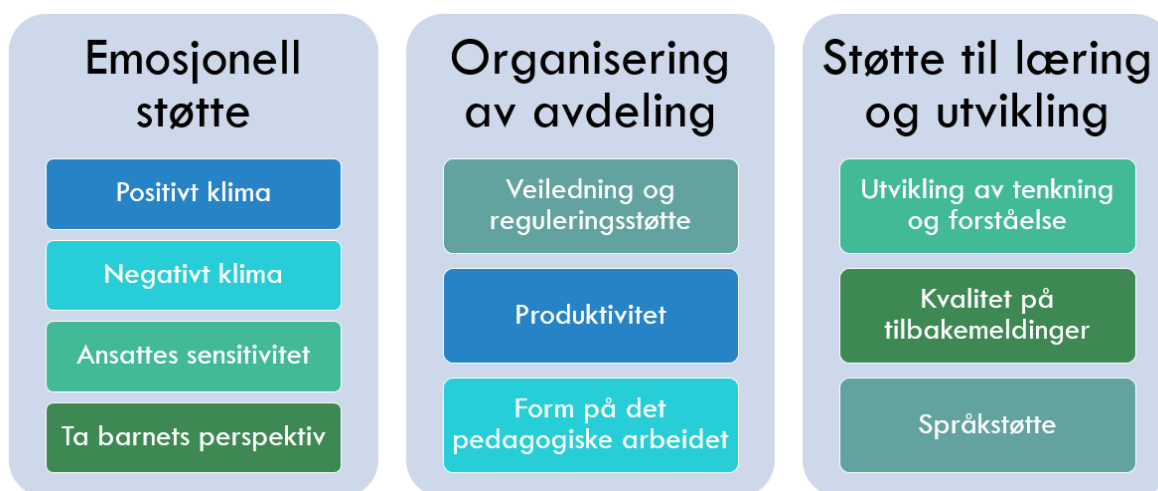 Emosjonell
støtte
Positivt klima
Negativt klima
Ansattes sensitivitet
Ta barnets perspektiv
Organisering
av avdeling
Veiledning og
reguleringsstøtte
Produktivitet
Form på det
pedagogiske arbeidet
Støtte til læring
og utvikling
Utvikling av tenkning
og forståelse
Kvalitet på
tilbakemeldinger
Språkstøtte